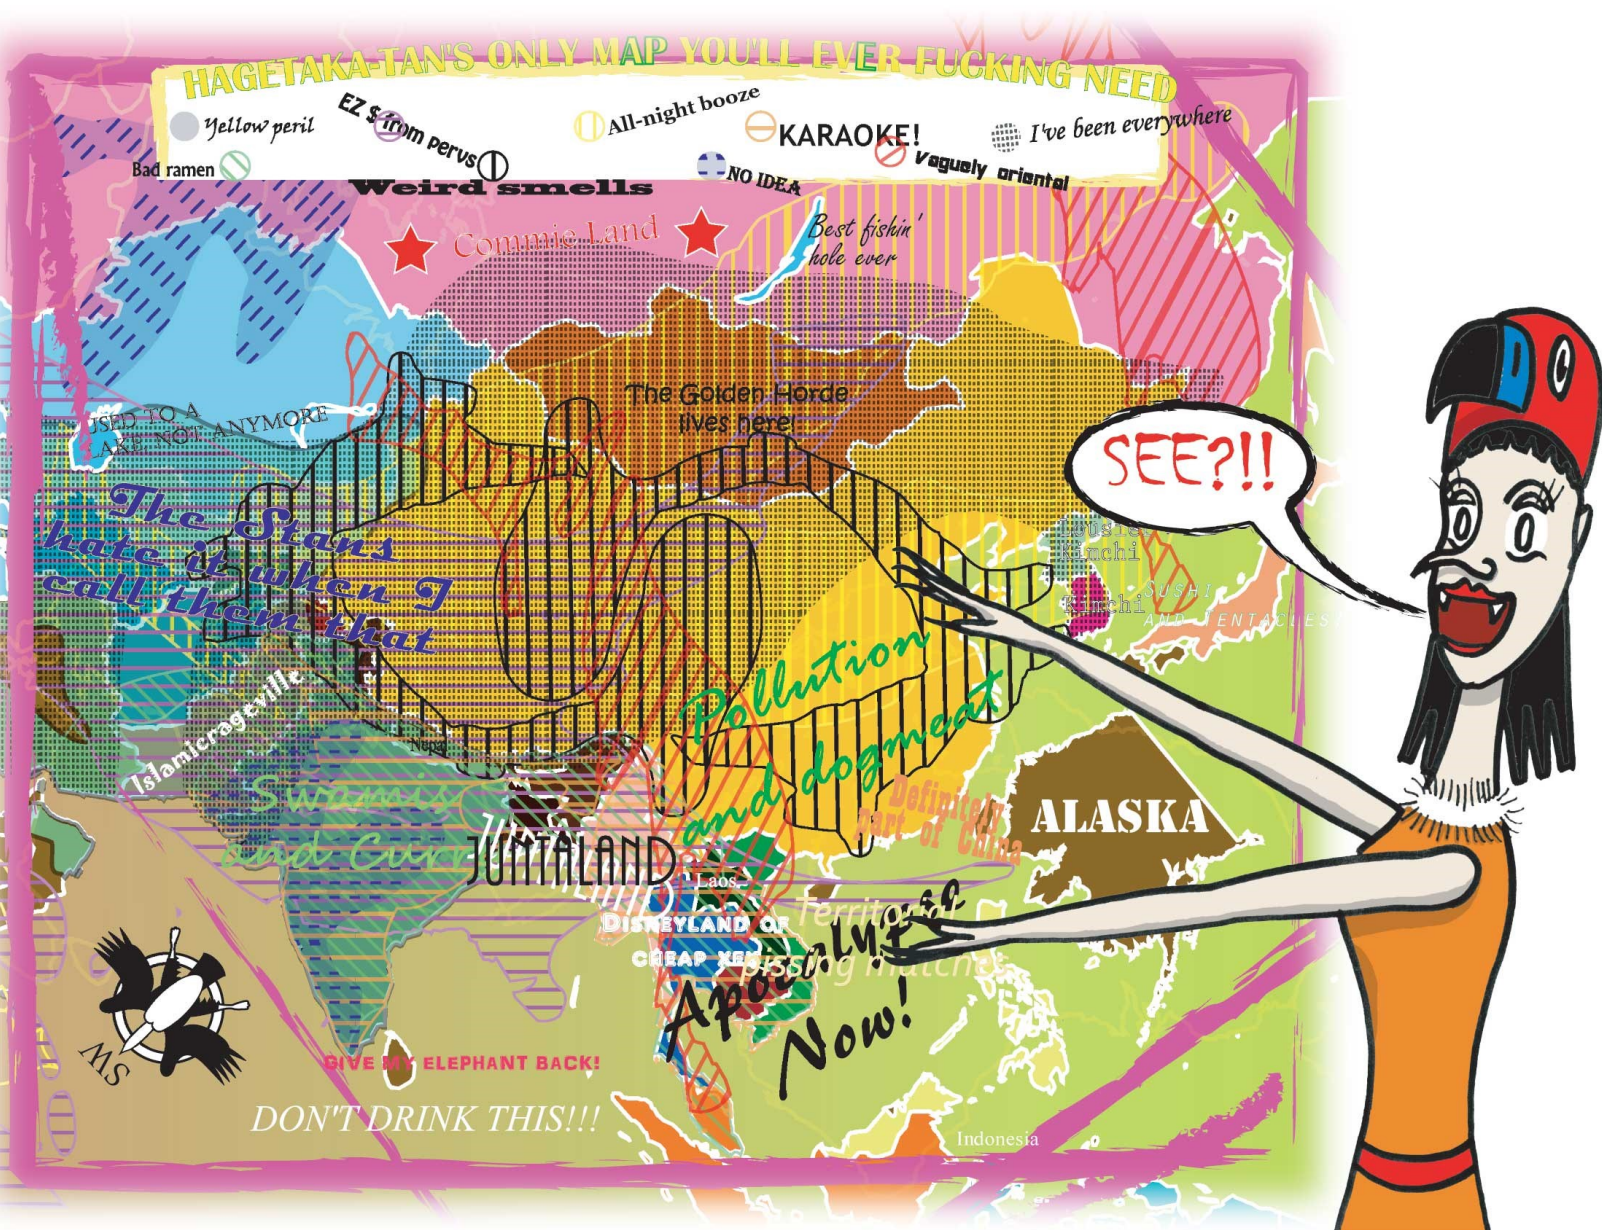 HAGETAKA-TAN'S ONLY MAP YOU'LL EVER FUCKING NEED
Yellow peril
EZ $ from pervs
All-night booze
KARAOKE!
I've been everywhere
Bad ramen
Weird smells
NO IDEA
Vaguely oriental
Commie Land
Best fishin'
hole ever
The Golden Horde
lives here!
USED TO A
LAKE, NOT ANYMORE
SEE?!!
The Stans
hate it when I
call them that
Lousier
Kimchi
Kimchi
SUSHI
AND TENTACLES!
Pollution
and dogmeat
Islamicrageville
Nepal
Swamis
and Curry
Definitely
part of China
ALASKA
JUNTALAND
Laos
DISNEYLAND OF
CHEAP XXX
Territorial
pissing matches
Apocalypse
Now!
SW
GIVE MY ELEPHANT BACK!
DON'T DRINK THIS!!!
Indonesia